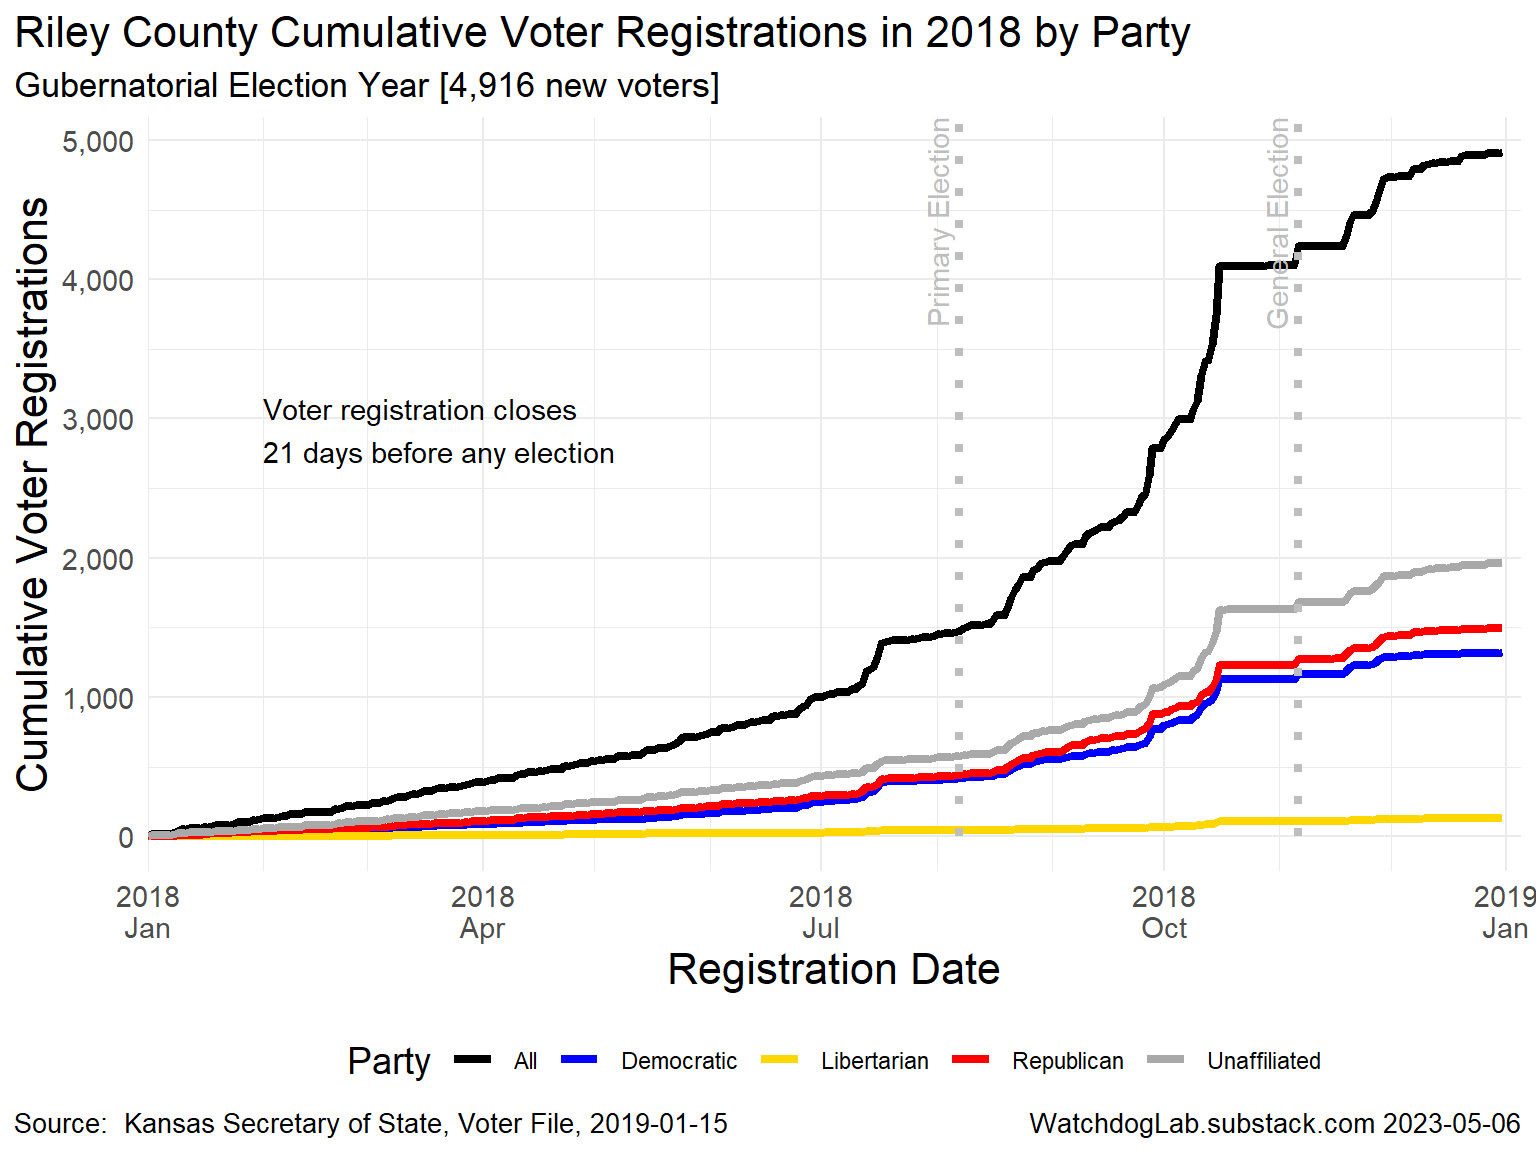 Riley County Cumulative Voter Registrations in 2018 by Party
Gubernatorial Election Year [4,916 new voters]
Cumulative Voter Registrations
5,000
4,000
3,000
2,000
1,000
0
Primary Election
General Election
Voter registration closes
21 days before any election
2018
Jan
2018
Apr
2018
Jul
2018
Oct
2019
Jan
Registration Date
Party
All
Democratic
Libertarian
Republican
Unaffiliated
Source:  Kansas Secretary of State, Voter File, 2019-01-15
WatchdogLab.substack.com 2023-05-06